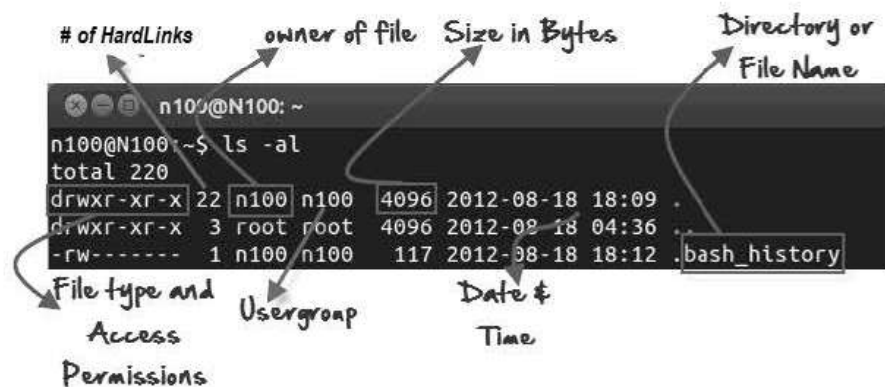 # of HardLinks owner of file Size in Bytes Directory or
File Name
n100@N100: ~
n100@N100:~$ ls -al
total 220
drwxr-xr-x 22 n100 n100 4096 2012-08-18 18:09 .
drwxr-xr-x 3 root root 4096 2012-08-18 04:36 ..
-rw------- 1 n100 n100 117 2012-08-18 18:12 .bash_history
File type and
Access
Permissions
Usergroup
Date &
Time